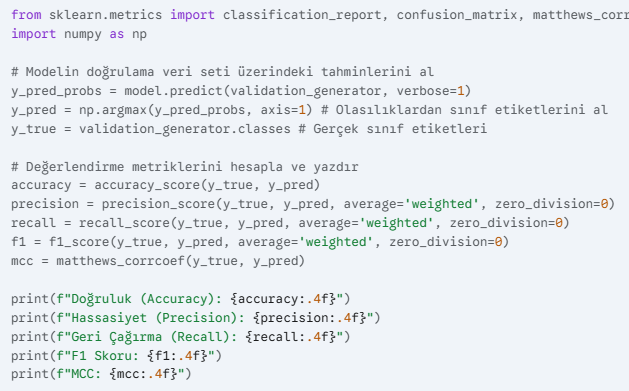 from sklearn.metrics import classification_report, confusion_matrix, matthews_corr
import numpy as np
# Modelin doğrulama veri seti üzerindeki tahminlerini al
y_pred_probs = model.predict(validation_generator, verbose=1)
y_pred = np.argmax(y_pred_probs, axis=1) # Olasılıklardan sınıf etiketlerini al
y_true = validation_generator.classes # Gerçek sınıf etiketleri
# Değerlendirme metriklerini hesapla ve yazdır
accuracy = accuracy_score(y_true, y_pred)
precision = precision_score(y_true, y_pred, average='weighted', zero_division=0)
recall = recall_score(y_true, y_pred, average='weighted', zero_division=0)
f1 = f1_score(y_true, y_pred, average='weighted', zero_division=0)
mcc = matthews_corrcoef(y_true, y_pred)
print(f"Doğruluk (Accuracy): {accuracy:.4f}")
print(f"Hassasiyet (Precision): {precision:.4f}")
print(f"Geri Çağırma (Recall): {recall:.4f}")
print(f"F1 Skoru: {f1:.4f}")
print(f"MCC: {mcc:.4f}")